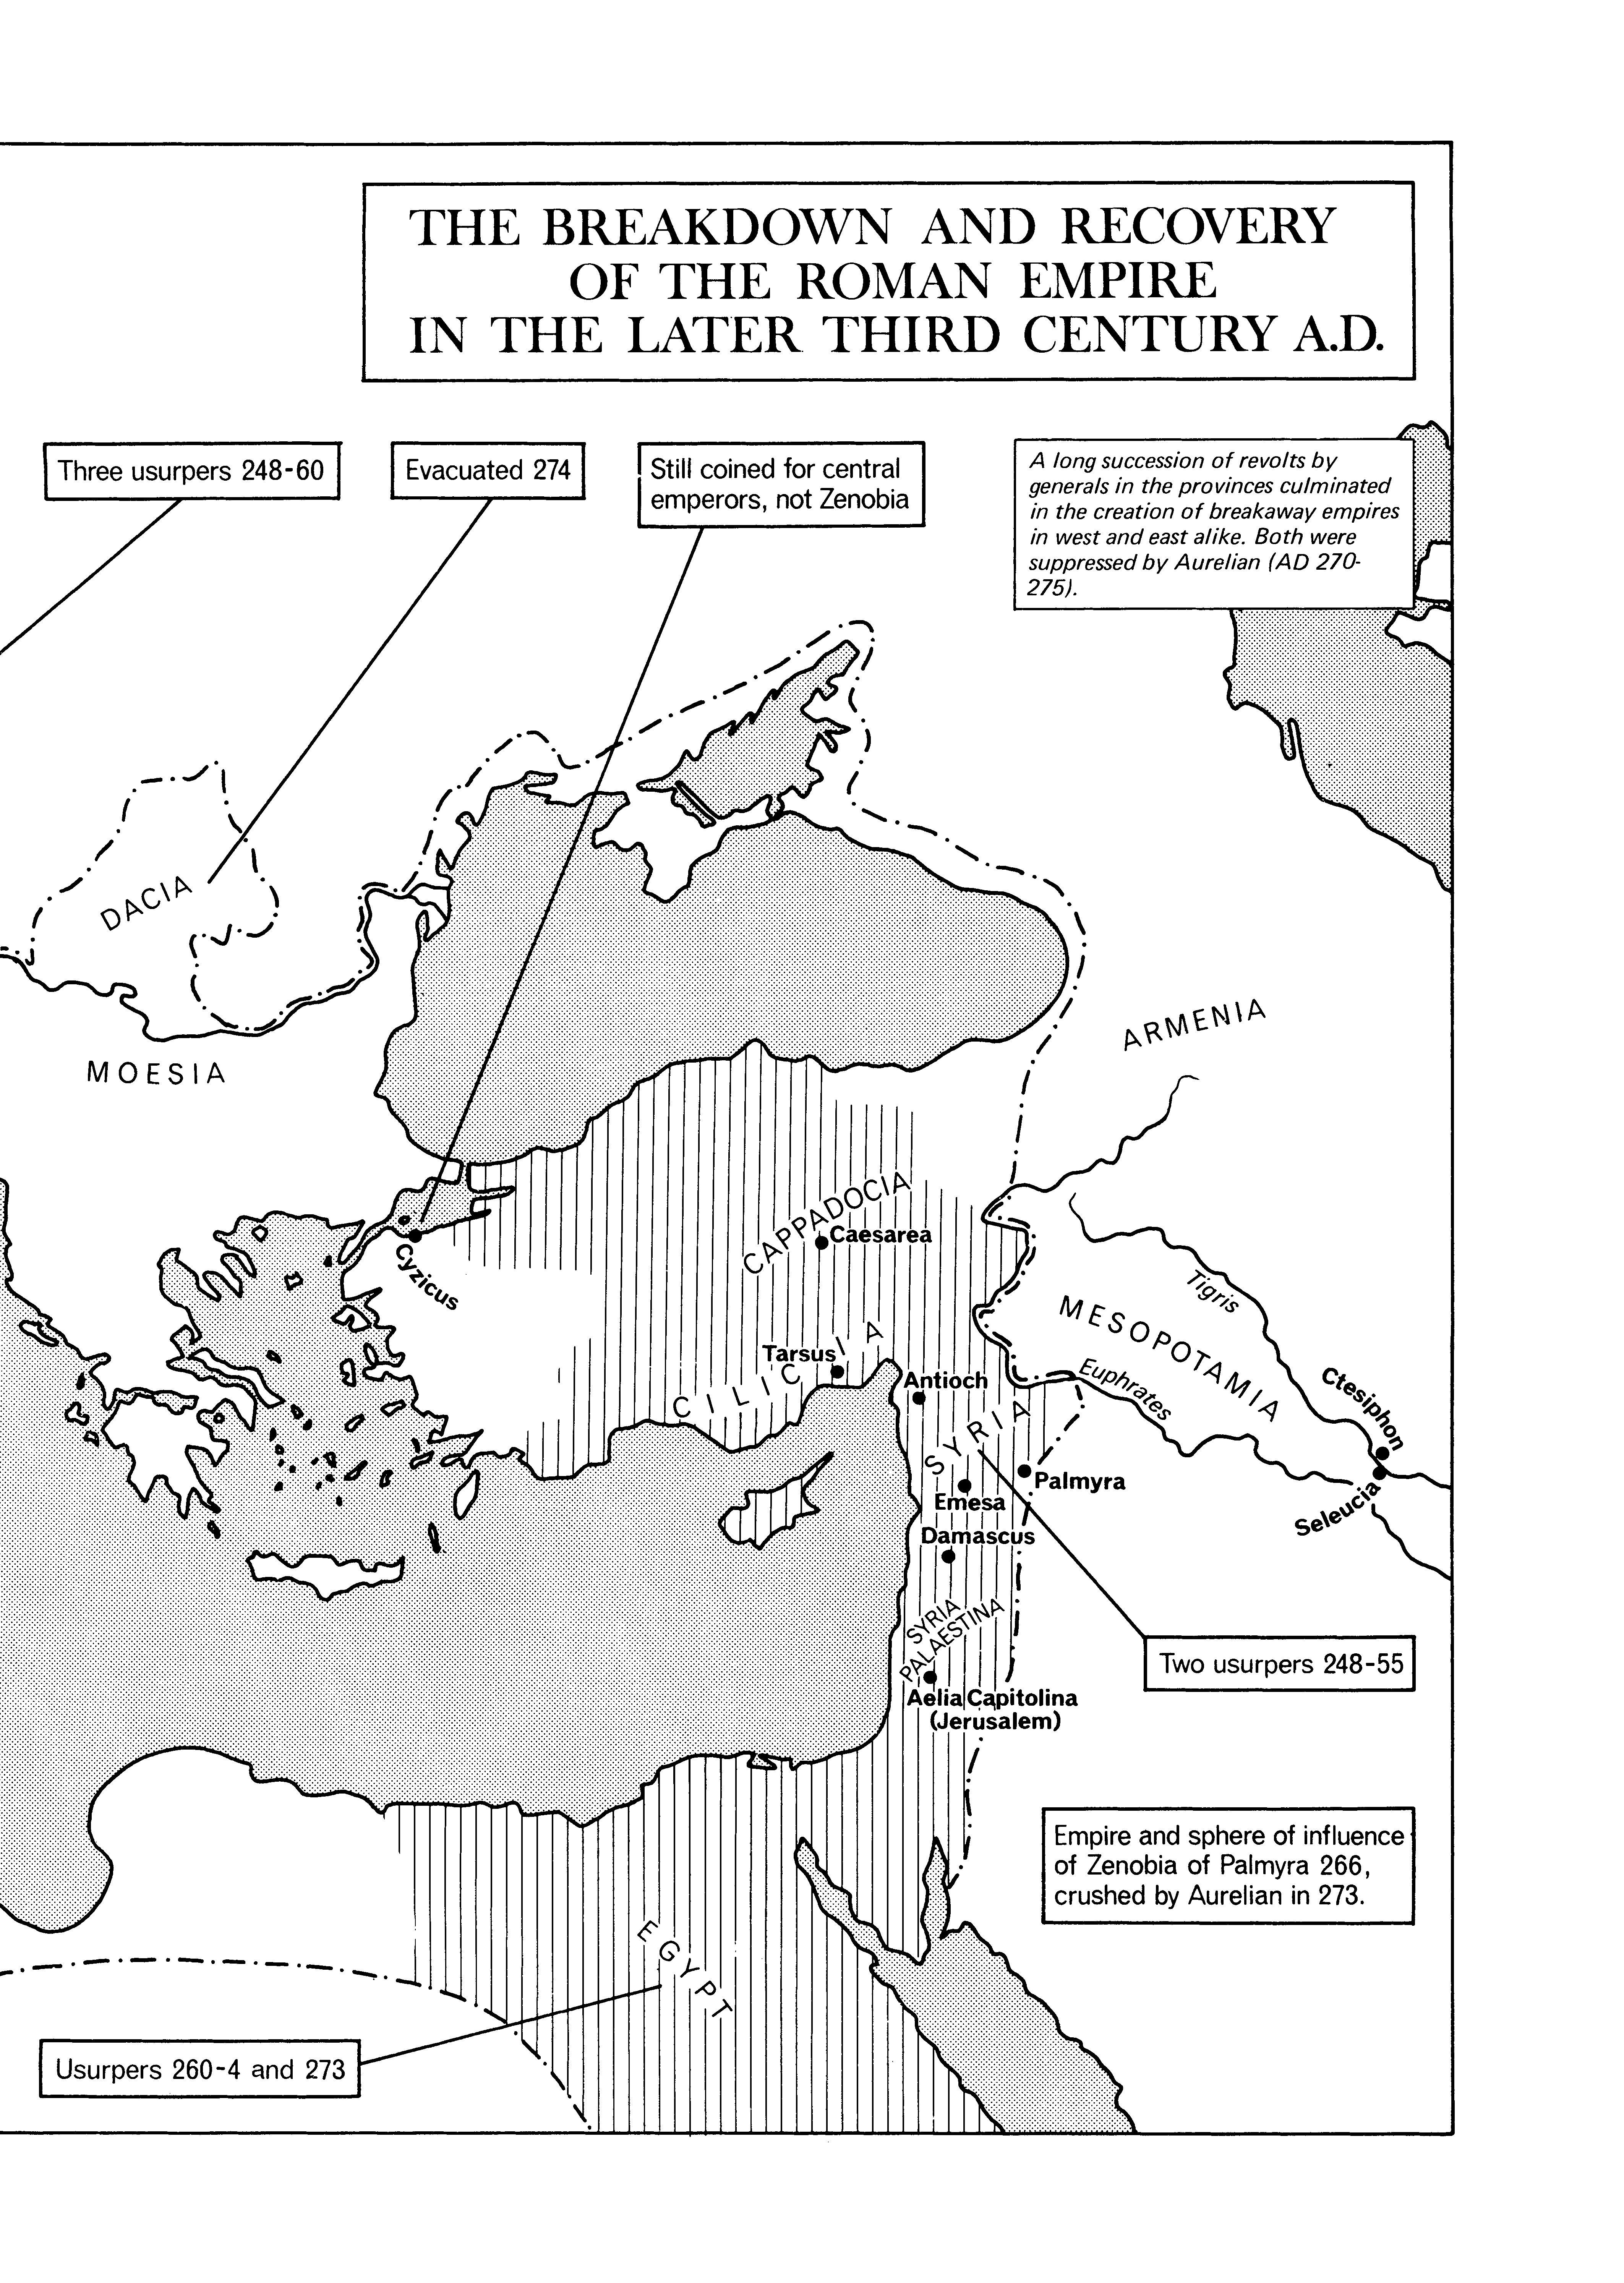 THE BREAKDOWN AND RECOVERY
OF THE ROMAN EMPIRE
IN THE LATER THIRD CENTURY A.D.
Three usurpers 248-60
Evacuated 274
Still coined for central
emperors, not Zenobia
A long succession of revolts by
generals in the provinces culminated
in the creation of breakaway empires
in west and east alike. Both were
suppressed by Aurelian (AD 270-
275).
DACIA
MOESIA
ARMENIA
CAPPADOCIA
Caesarea
Cyzicus
Tigris
MESOPOTAMIA
Euphrates
Ctesiphon
Seleucia
Tarsus
CILICIA
Antioch
SYRIA
Palmyra
Emesa
Damascus
SYRIA
PALAESTINA
Aelia Capitolina
(Jerusalem)
Two usurpers 248-55
Empire and sphere of influence
of Zenobia of Palmyra 266,
crushed by Aurelian in 273.
EGYPT
Usurpers 260-4 and 273